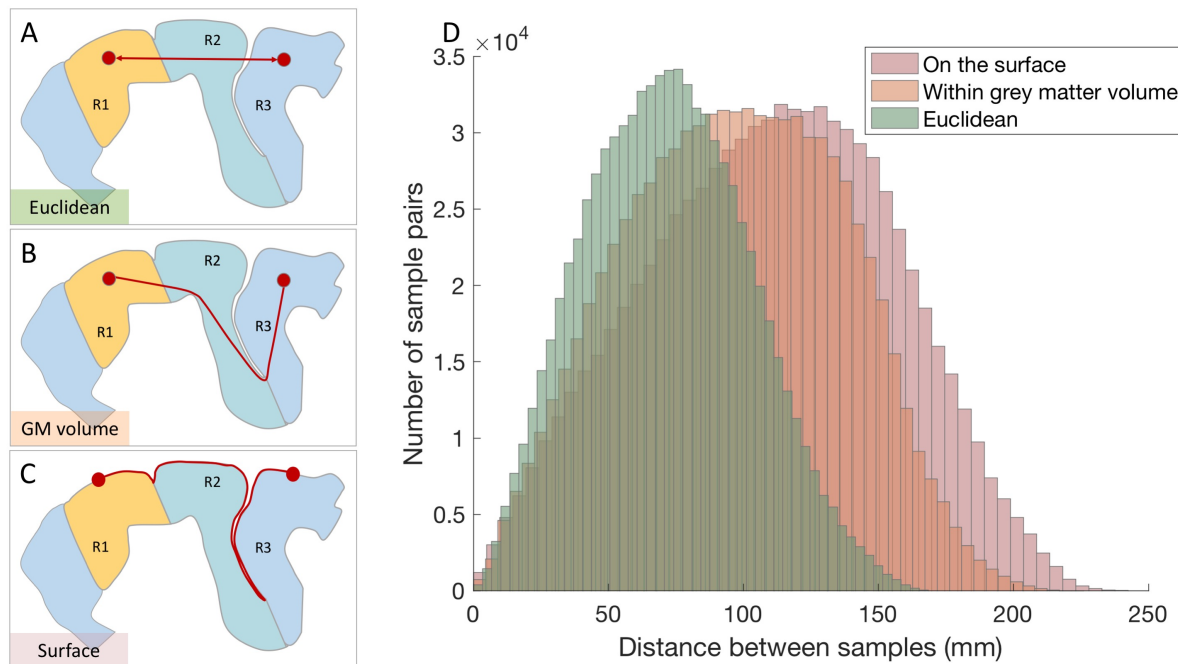 A
R1
R2
R3
Euclidean
B
R1
R2
R3
GM volume
C
R1
R2
R3
Surface
D
×10⁴
3.5
3
2.5
2
1.5
1
0.5
0
Number of sample pairs
0 50 100 150 200 250
Distance between samples (mm)
On the surface
Within grey matter volume
Euclidean